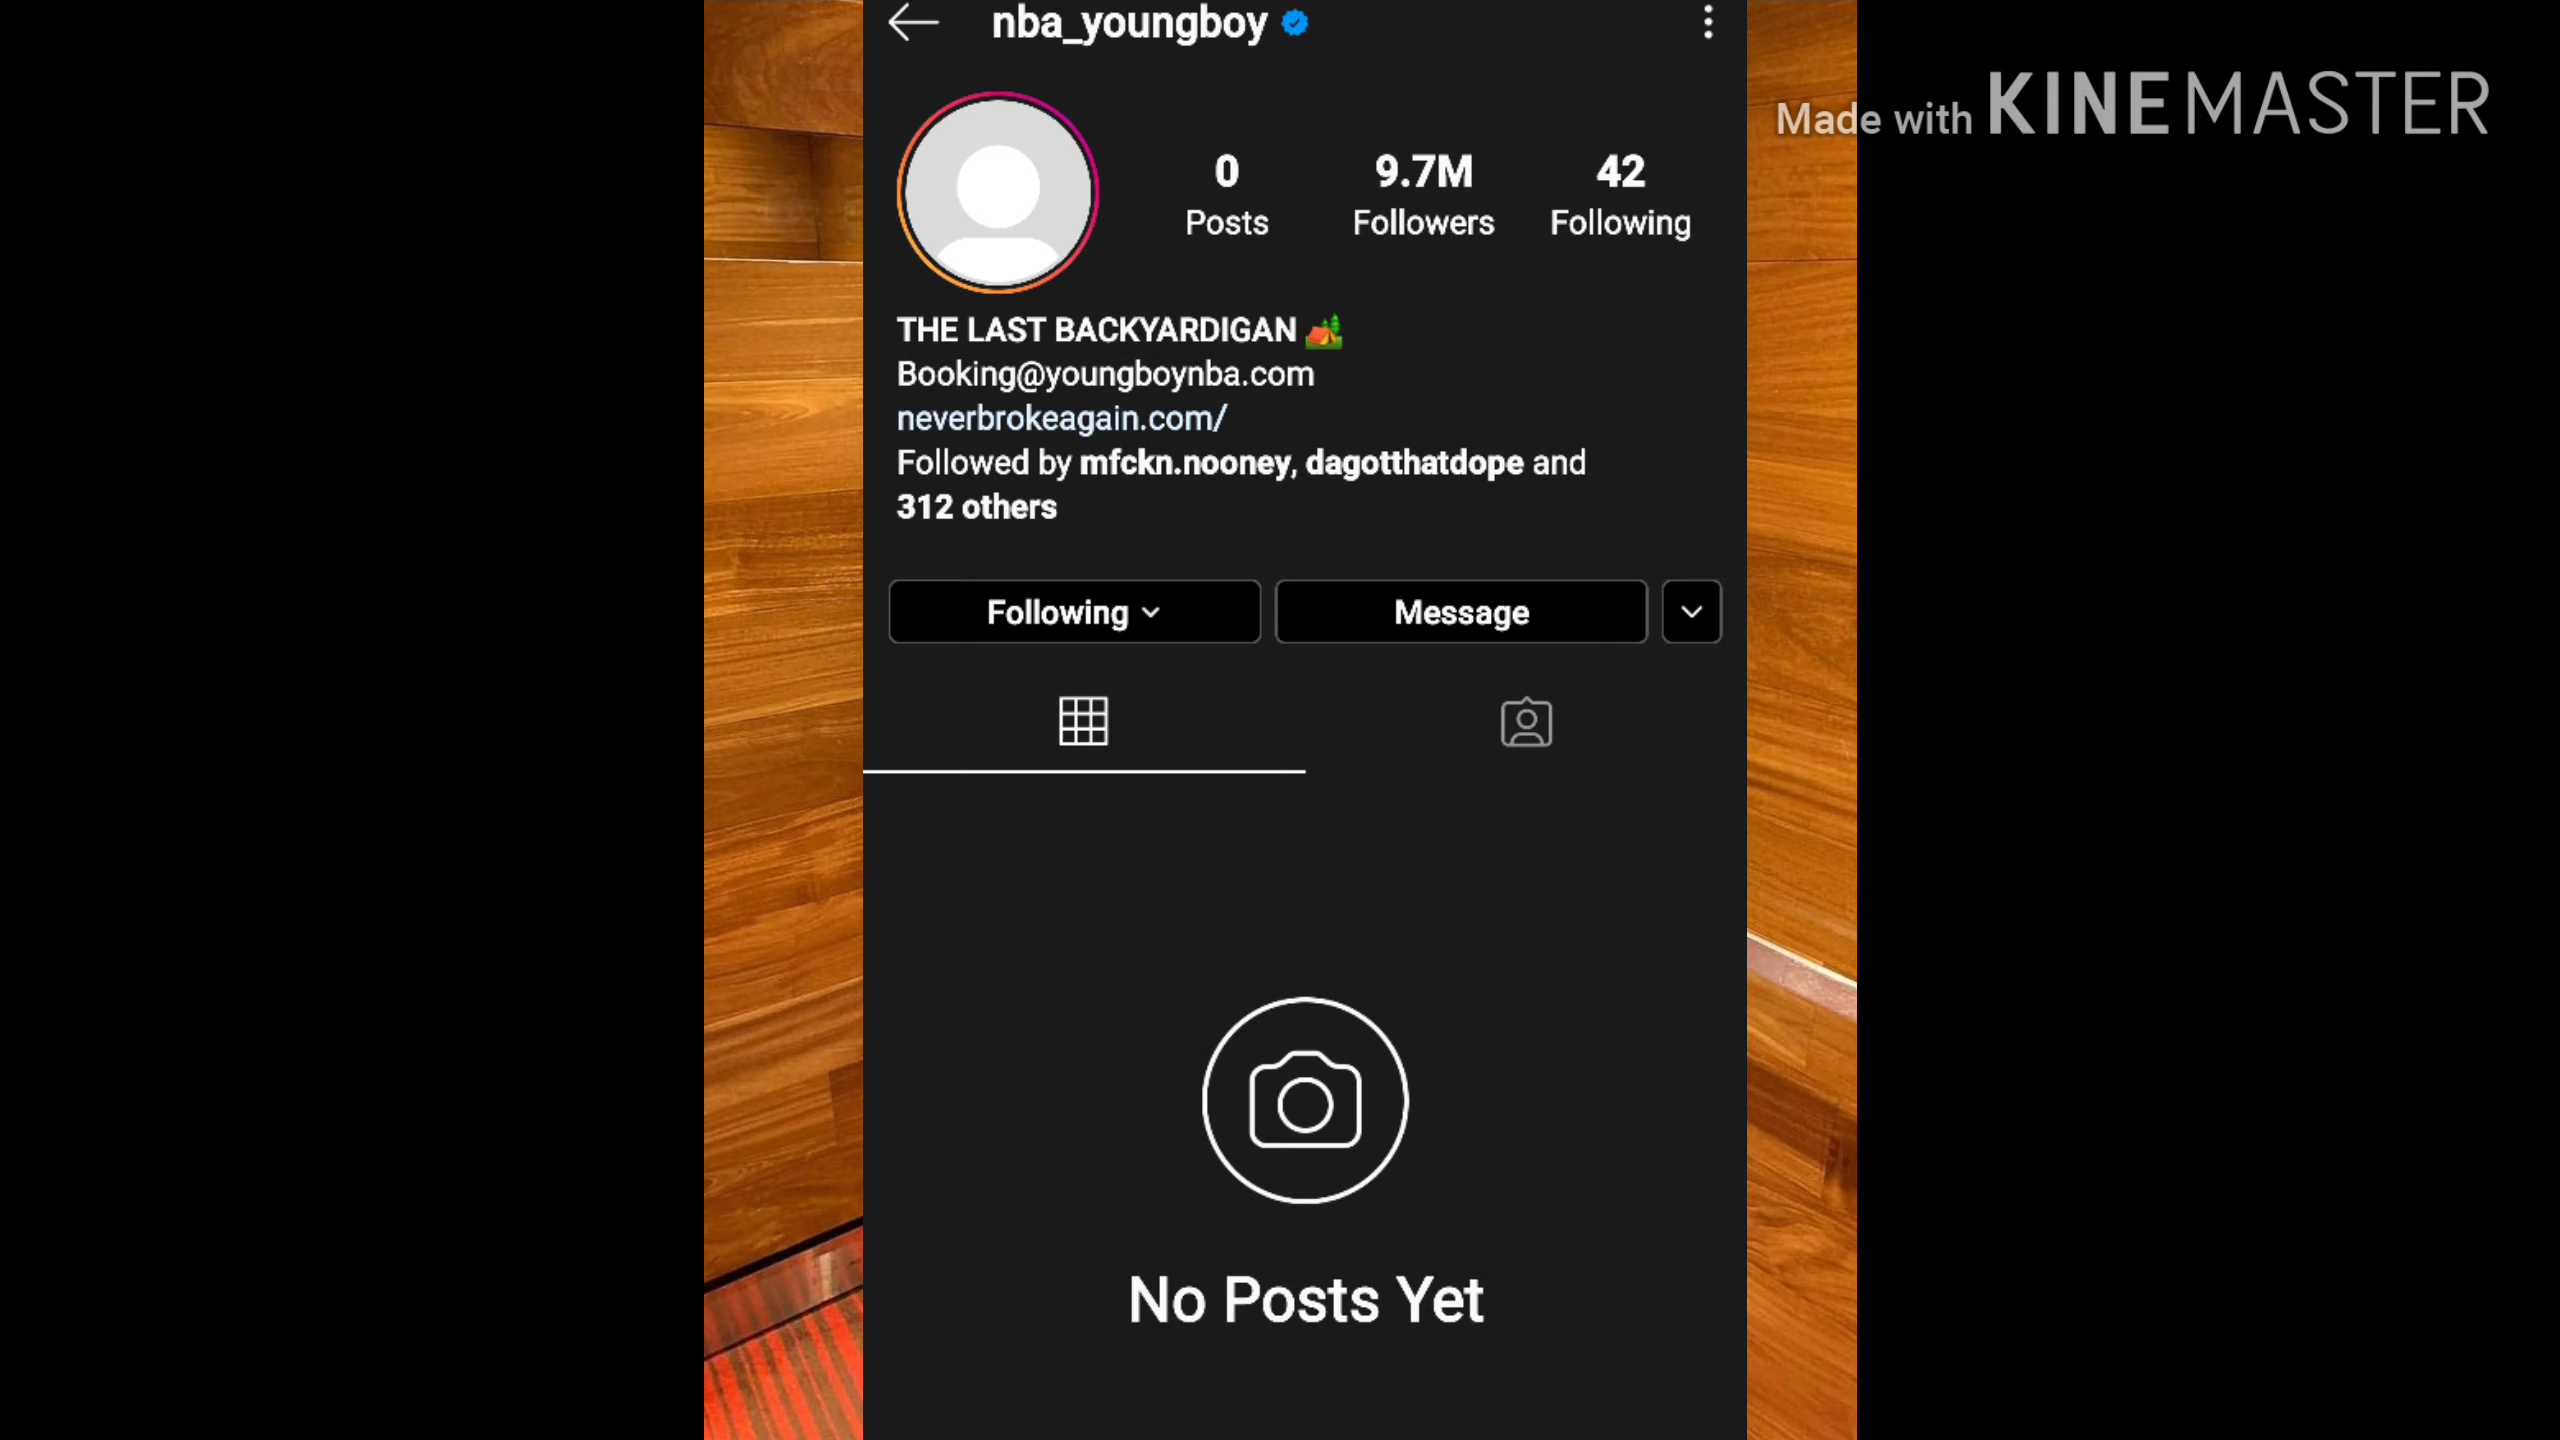 nba_youngboy
Made with KINEMASTER
0 9.7M 42
Posts Followers Following
THE LAST BACKYARDIGAN 🏕️
Booking@youngboynba.com
neverbrokeagain.com/
Followed by mfckn.nooney, dagotthatdope and
312 others
Following Message
No Posts Yet